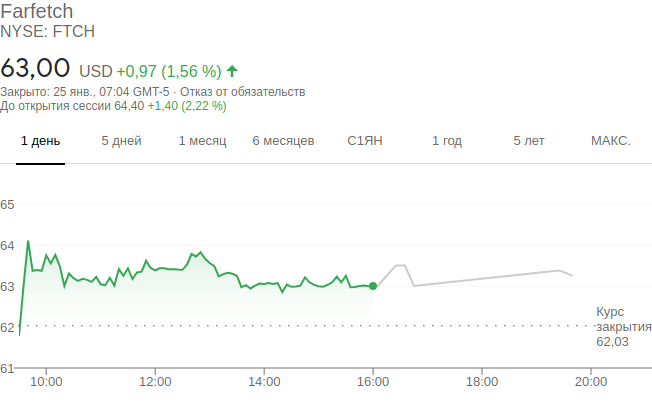 Farfetch
NYSE: FTCH
63,00 USD +0,97 (1,56 %)
Закрыто: 25 янв., 07:04 GMT-5 · Отказ от обязательств
До открытия сессии 64,40 +1,40 (2,22 %)
1 день 5 дней 1 месяц 6 месяцев С1ЯН 1 год 5 лет МАКС.
65
64
63
62
61
Курс
закрытия
62,03
10:00 12:00 14:00 16:00 18:00 20:00